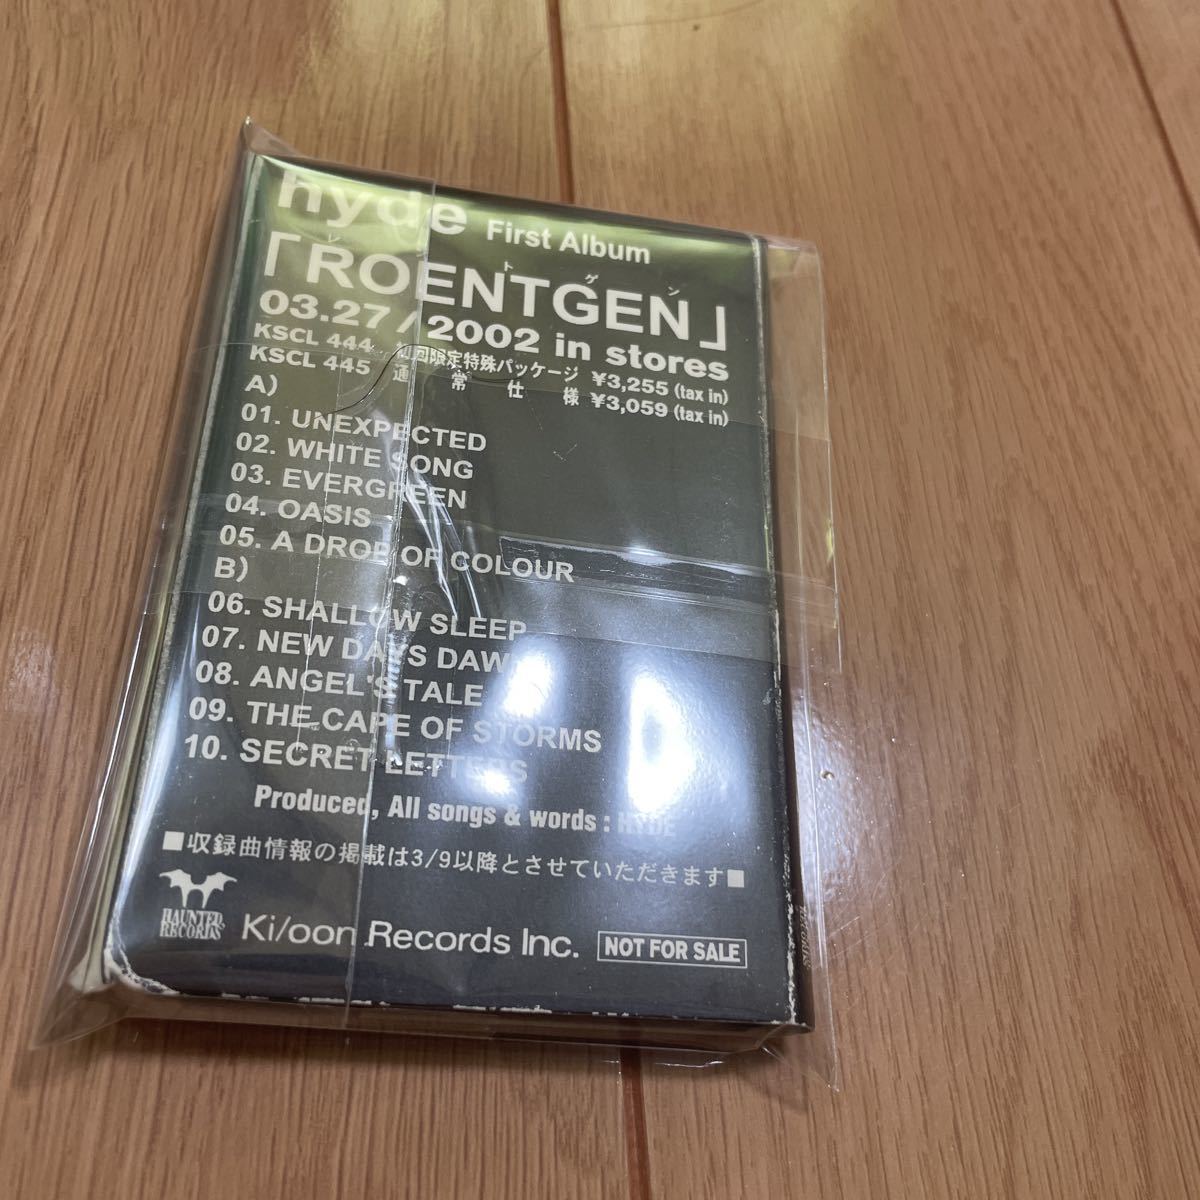 hyde First Album
レントゲン
「ROENTGEN」
03.27/2002 in stores
KSCL 444 初回限定特殊パッケージ ¥3,255 (tax in)
KSCL 445 通常仕様 ¥3,059 (tax in)
A)
01. UNEXPECTED
02. WHITE SONG
03. EVERGREEN
04. OASIS
05. A DROP OF COLOUR
B)
06. SHALLOW SLEEP
07. NEW DAYS DAWN
08. ANGEL'S TALE
09. THE CAPE OF STORMS
10. SECRET LETTERS
Produced, All songs & words : HYDE
■収録曲情報の掲載は3/9以降とさせていただきます■
HAUNTED RECORDS
Ki/oon Records Inc. NOT FOR SALE